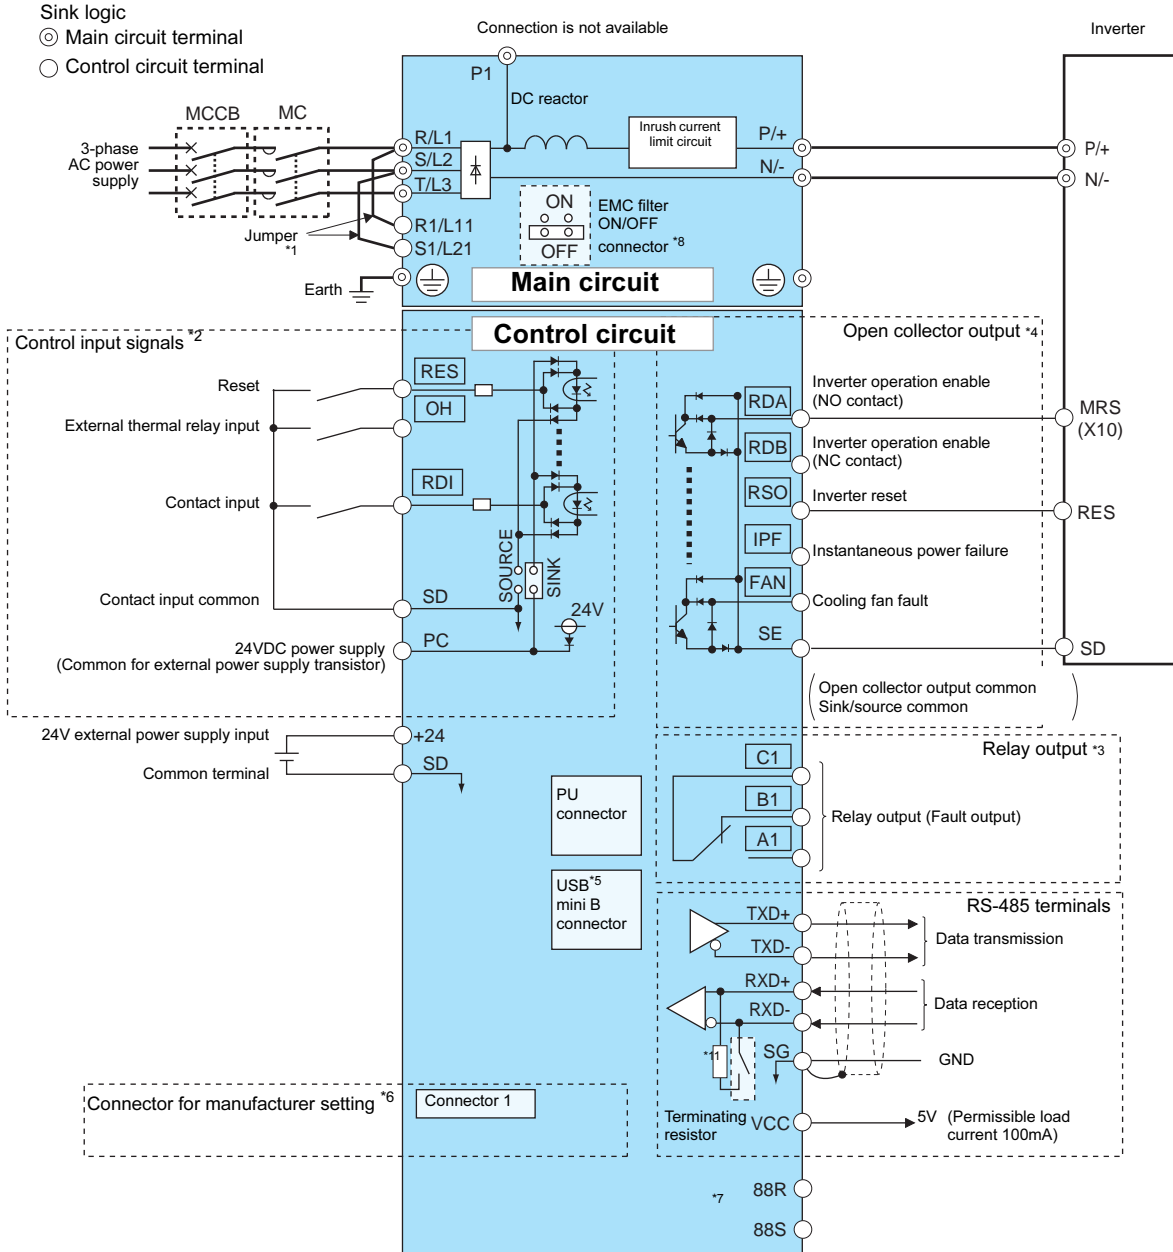 Sink logic
Main circuit terminal
Control circuit terminal
Connection is not available
Inverter
P1
DC reactor
MCCB
MC
Inrush current
limit circuit
3-phase
AC power
supply
R/L1
S/L2
T/L3
P/+
N/-
P/+
N/-
Jumper
*1
R1/L11
S1/L21
ON
OFF
EMC filter
ON/OFF
connector *8
Earth
Main circuit
Control circuit
Control input signals *2
Open collector output *4
Reset
RES
External thermal relay input
OH
Contact input
RDI
SOURCE
SINK
24V
Contact input common
SD
24VDC power supply
(Common for external power supply transistor)
PC
RDA
Inverter operation enable
(NO contact)
MRS
(X10)
RDB
Inverter operation enable
(NC contact)
RSO
Inverter reset
RES
IPF
Instantaneous power failure
FAN
Cooling fan fault
SE
SD
Open collector output common
Sink/source common
24V external power supply input
+24
Common terminal
SD
Relay output *3
C1
B1
A1
Relay output (Fault output)
PU
connector
USB*5
mini B
connector
RS-485 terminals
TXD+
TXD-
Data transmission
RXD+
RXD-
Data reception
*11
SG
GND
Terminating
resistor
VCC
5V (Permissible load
current 100mA)
Connector for manufacturer setting *6
Connector 1
*7
88R
88S